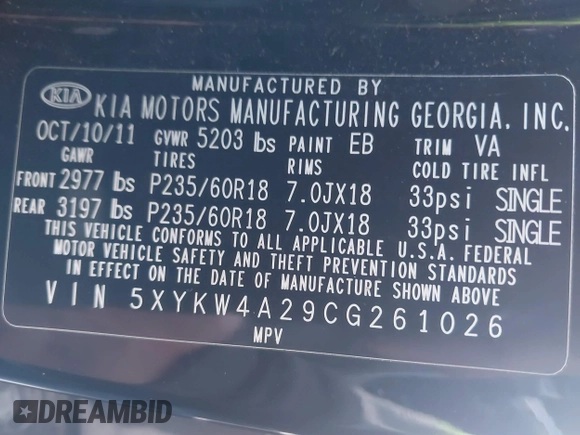 MANUFACTURED BY
KIA KIA MOTORS MANUFACTURING GEORGIA, INC.
OCT/10/11 GVWR 5203 lbs PAINT EB TRIM VA
GAWR TIRES RIMS COLD TIRE INFL
FRONT 2977 lbs P235/60R18 7.0JX18 33psi SINGLE
REAR 3197 lbs P235/60R18 7.0JX18 33psi SINGLE
THIS VEHICLE CONFORMS TO ALL APPLICABLE U.S.A. FEDERAL
MOTOR VEHICLE SAFETY AND THEFT PREVENTION STANDARDS
IN EFFECT ON THE DATE OF MANUFACTURE SHOWN ABOVE
VIN 5XYKW4A29CG261026
MPV
DREAMBID